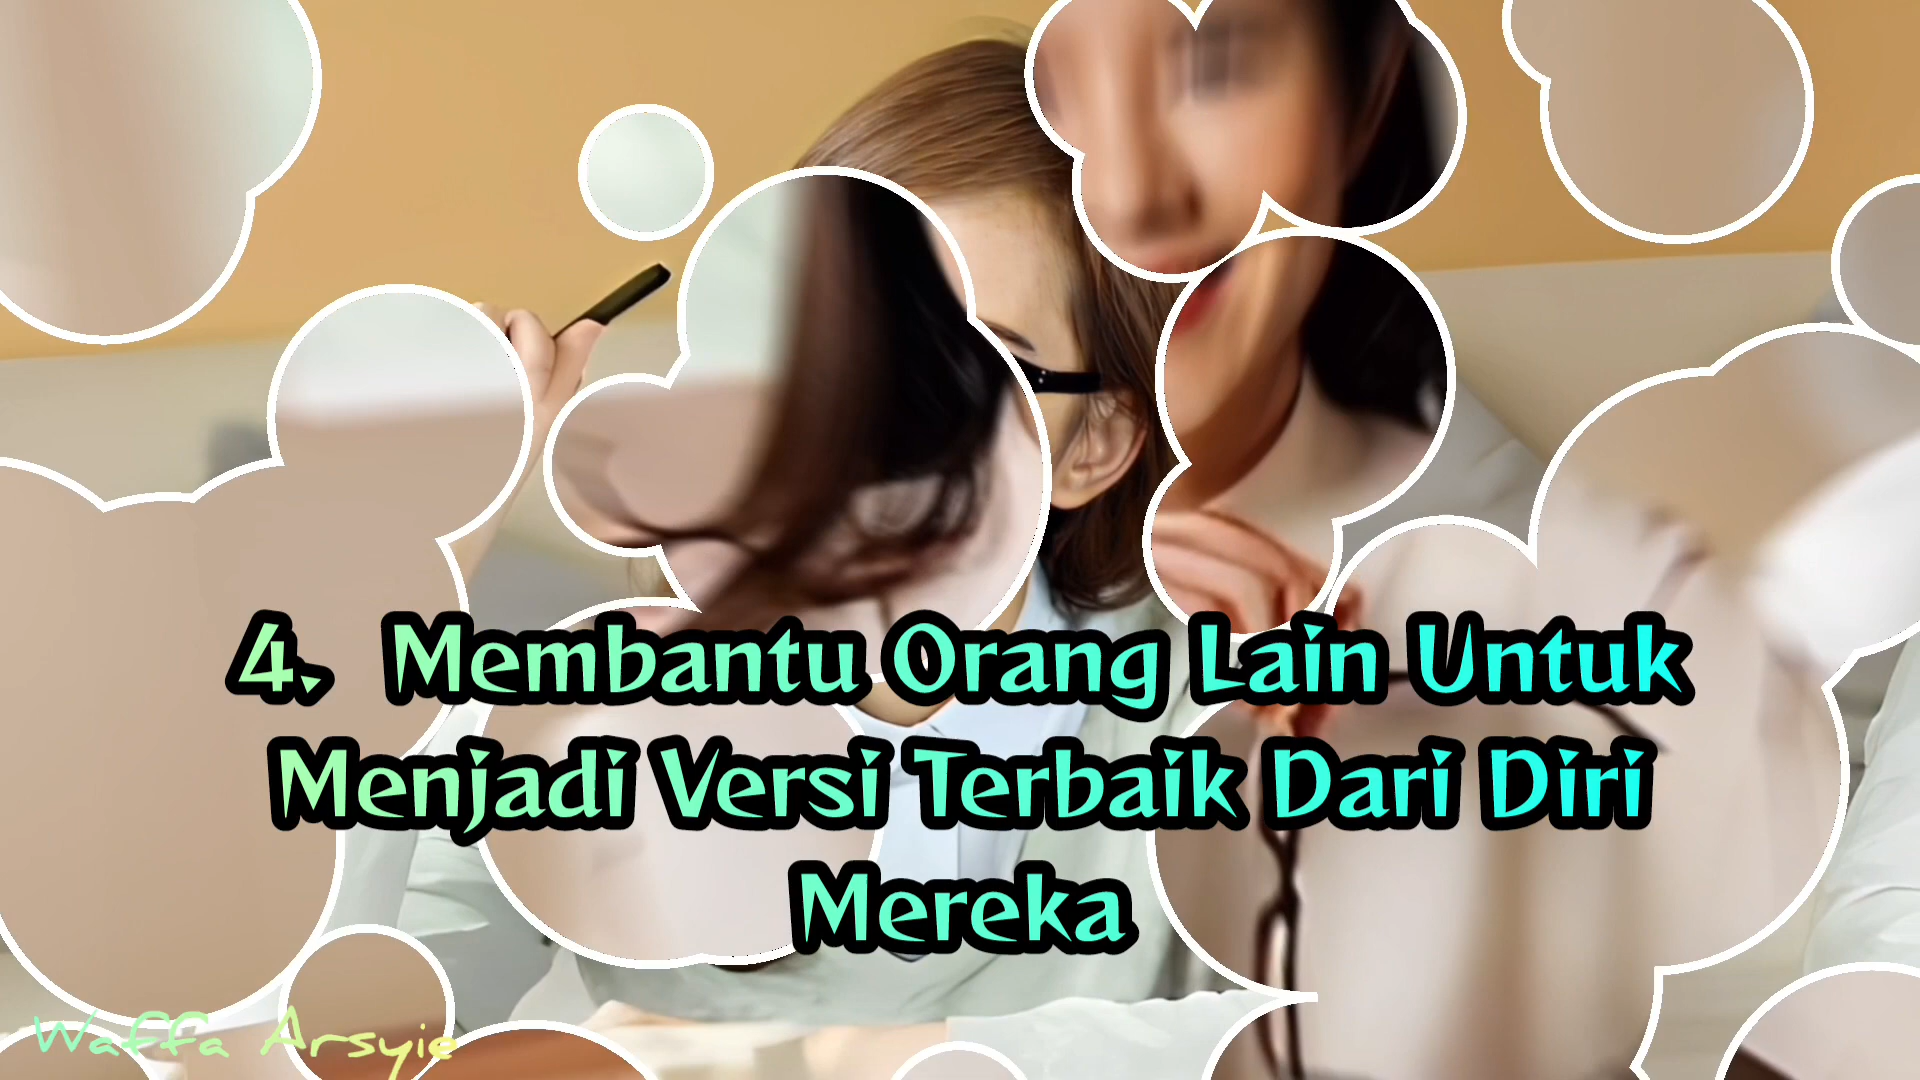 4. Membantu Orang Lain Untuk
Menjadi Versi Terbaik Dari Diri
Mereka
Waffa Arsyie